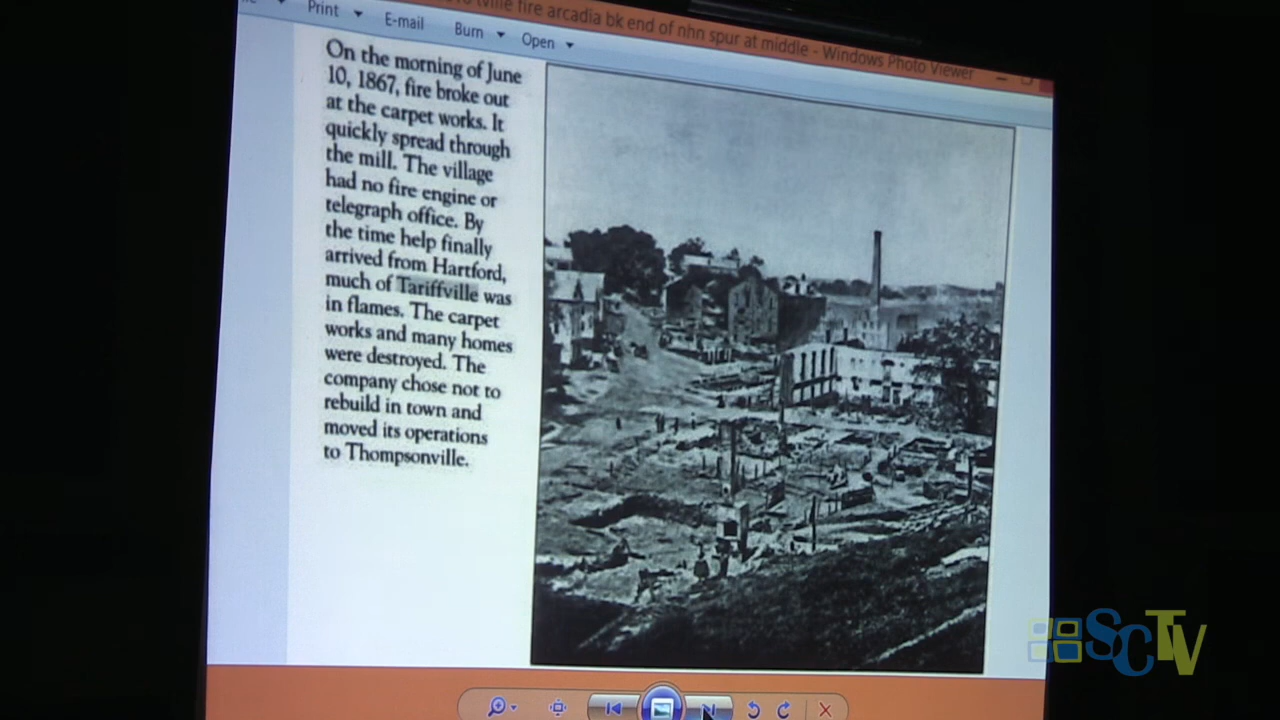 tville fire arcadia bk end of nhn spur at middle - Windows Photo Viewer
Print E-mail Burn Open
On the morning of June
10, 1867, fire broke out
at the carpet works. It
quickly spread through
the mill. The village
had no fire engine or
telegraph office. By
the time help finally
arrived from Hartford,
much of Tariffville was
in flames. The carpet
works and many homes
were destroyed. The
company chose not to
rebuild in town and
moved its operations
to Thompsonville.
SCTV